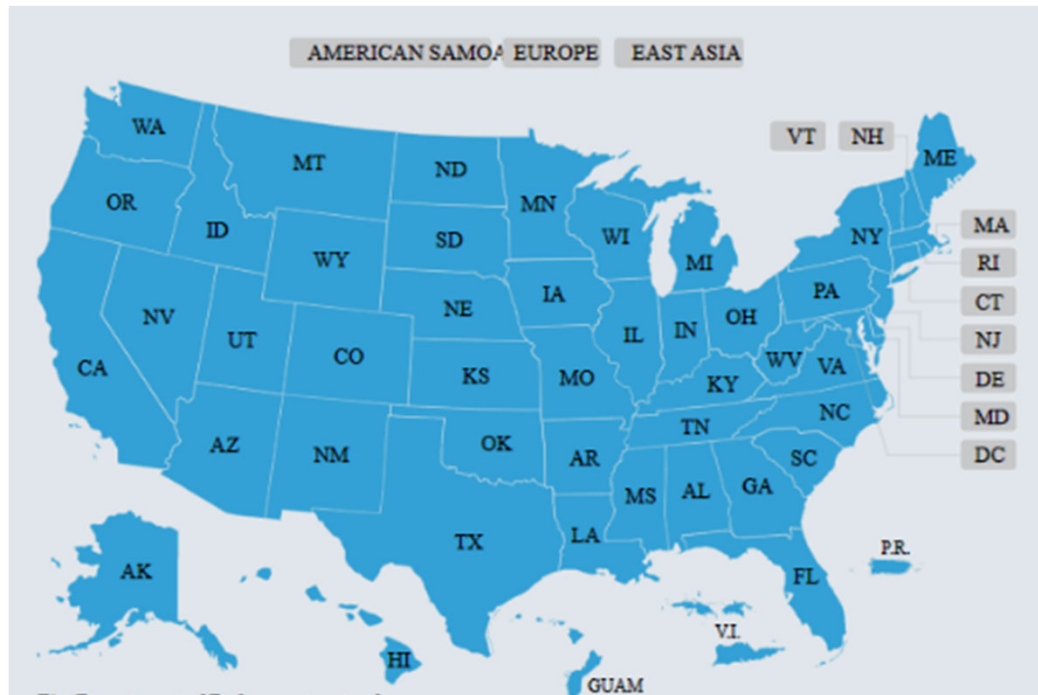 AMERICAN SAMOA EUROPE EAST ASIA
WA
MT
ND
MN
VT
NH
ME
OR
ID
WY
SD
WI
MI
NY
MA
RI
CT
NJ
DE
MD
DC
NV
UT
CO
NE
IA
IL
IN
OH
PA
CA
KS
MO
KY
WV
VA
AZ
NM
OK
AR
TN
NC
SC
TX
LA
MS
AL
GA
FL
P.R.
AK
HI
V.I.
GUAM